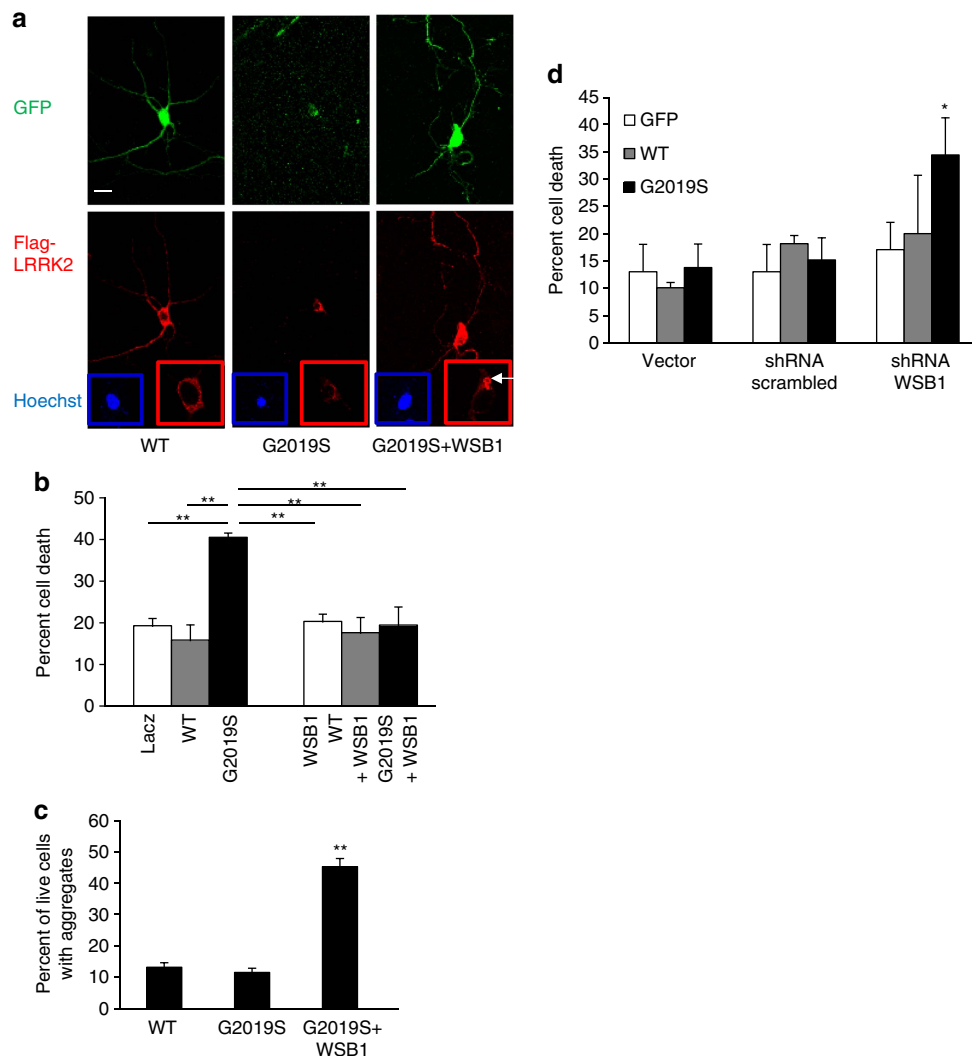 a
GFP
Flag-
LRRK2
Hoechst
WT
G2019S
G2019S+WSB1
b
Percent cell death
50
40
30
20
10
0
**
**
**
**
**
Lacz
WT
G2019S
WSB1
WT
+ WSB1
G2019S
+ WSB1
c
Percent of live cells
with aggregates
60
50
40
30
20
10
0
**
WT
G2019S
G2019S+
WSB1
d
Percent cell death
45
40
35
30
25
20
15
10
5
0
GFP
WT
G2019S
*
Vector
shRNA
scrambled
shRNA
WSB1